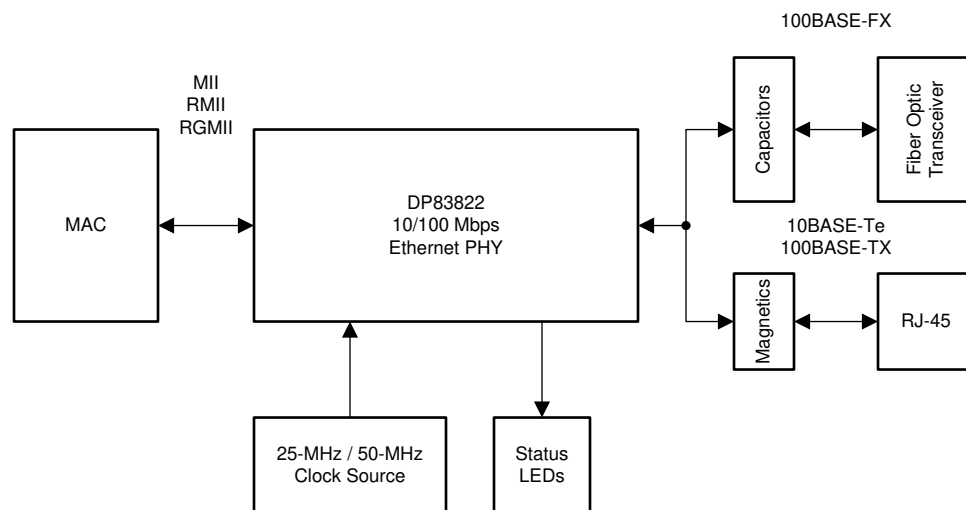 100BASE-FX
MII
RMII
RGMII
Capacitors
Fiber Optic
Transceiver
MAC
DP83822
10/100 Mbps
Ethernet PHY
10BASE-Te
100BASE-TX
Magnetics
RJ-45
25-MHz / 50-MHz
Clock Source
Status
LEDs